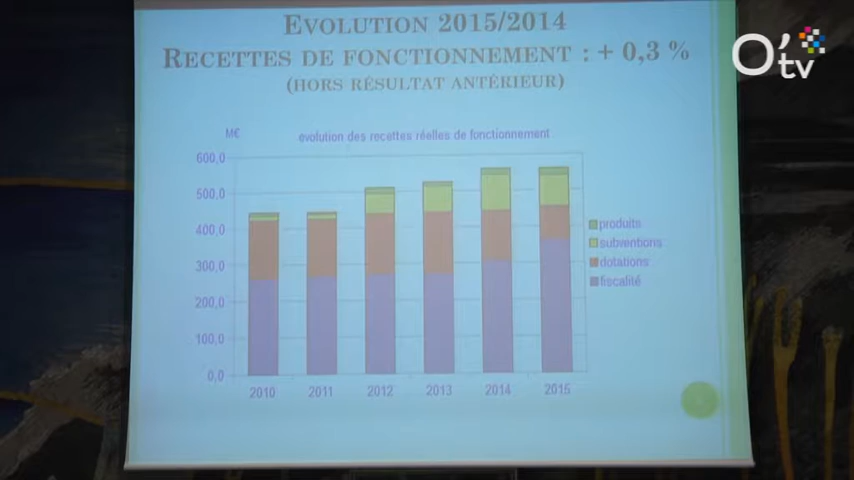 EVOLUTION 2015/2014
RECETTES DE FONCTIONNEMENT : + 0,3 %
(HORS RÉSULTAT ANTÉRIEUR)
O'tv
M€
evolution des recettes réelles de fonctionnement
600,0
500,0
400,0
300,0
200,0
100,0
0,0
produits
subventions
dotations
fiscalité
2010 2011 2012 2013 2014 2015